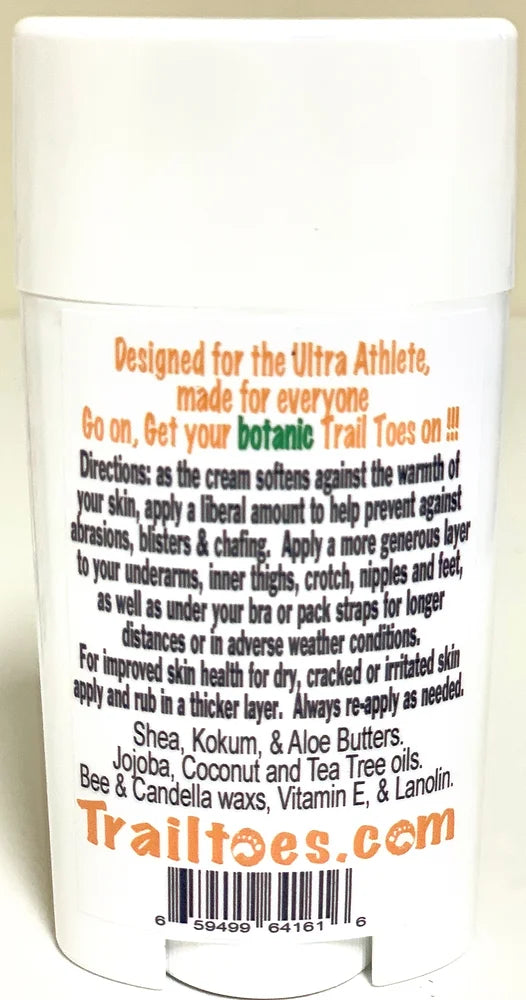 Designed for the Ultra Athlete,
made for everyone
Go on, Get your botanic Trail Toes on !!!
Directions: as the cream softens against the warmth of
your skin, apply a liberal amount to help prevent against
abrasions, blisters & chafing. Apply a more generous layer
to your underarms, inner thighs, crotch, nipples and feet,
as well as under your bra or pack straps for longer
distances or in adverse weather conditions.
For improved skin health for dry, cracked or irritated skin
apply and rub in a thicker layer. Always re-apply as needed.
Shea, Kokum, & Aloe Butters.
Jojoba, Coconut and Tea Tree oils.
Bee & Candella waxs, Vitamin E, & Lanolin.
Trailtoes.com
6 59499 64161 6